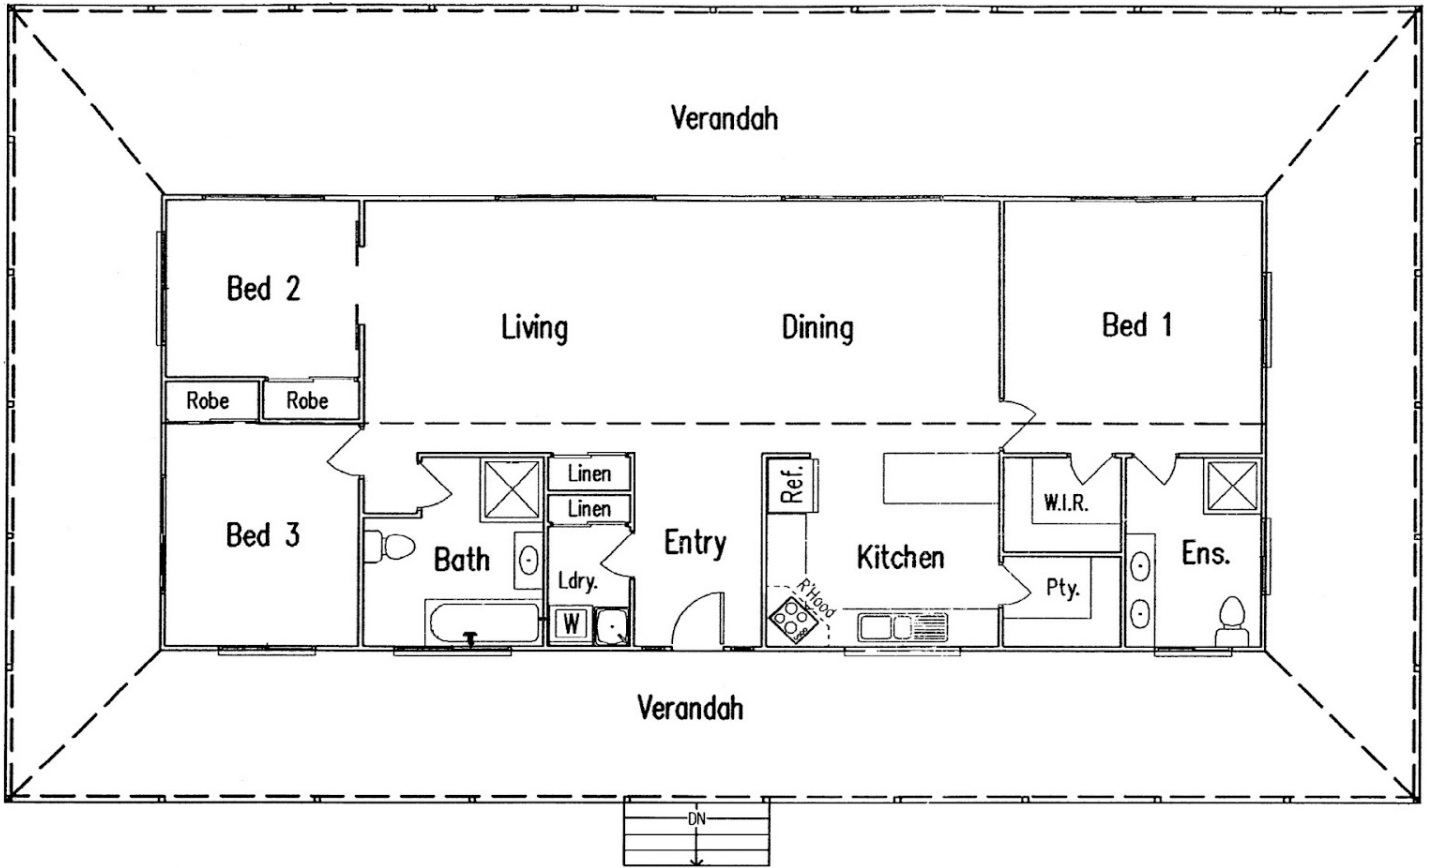 Verandah
Bed 2
Living
Dining
Bed 1
Robe
Robe
Linen
Linen
Ref.
W.I.R.
Bed 3
Bath
Entry
Kitchen
Ens.
Ldry.
R'Hood
Pty.
W
Verandah
DN